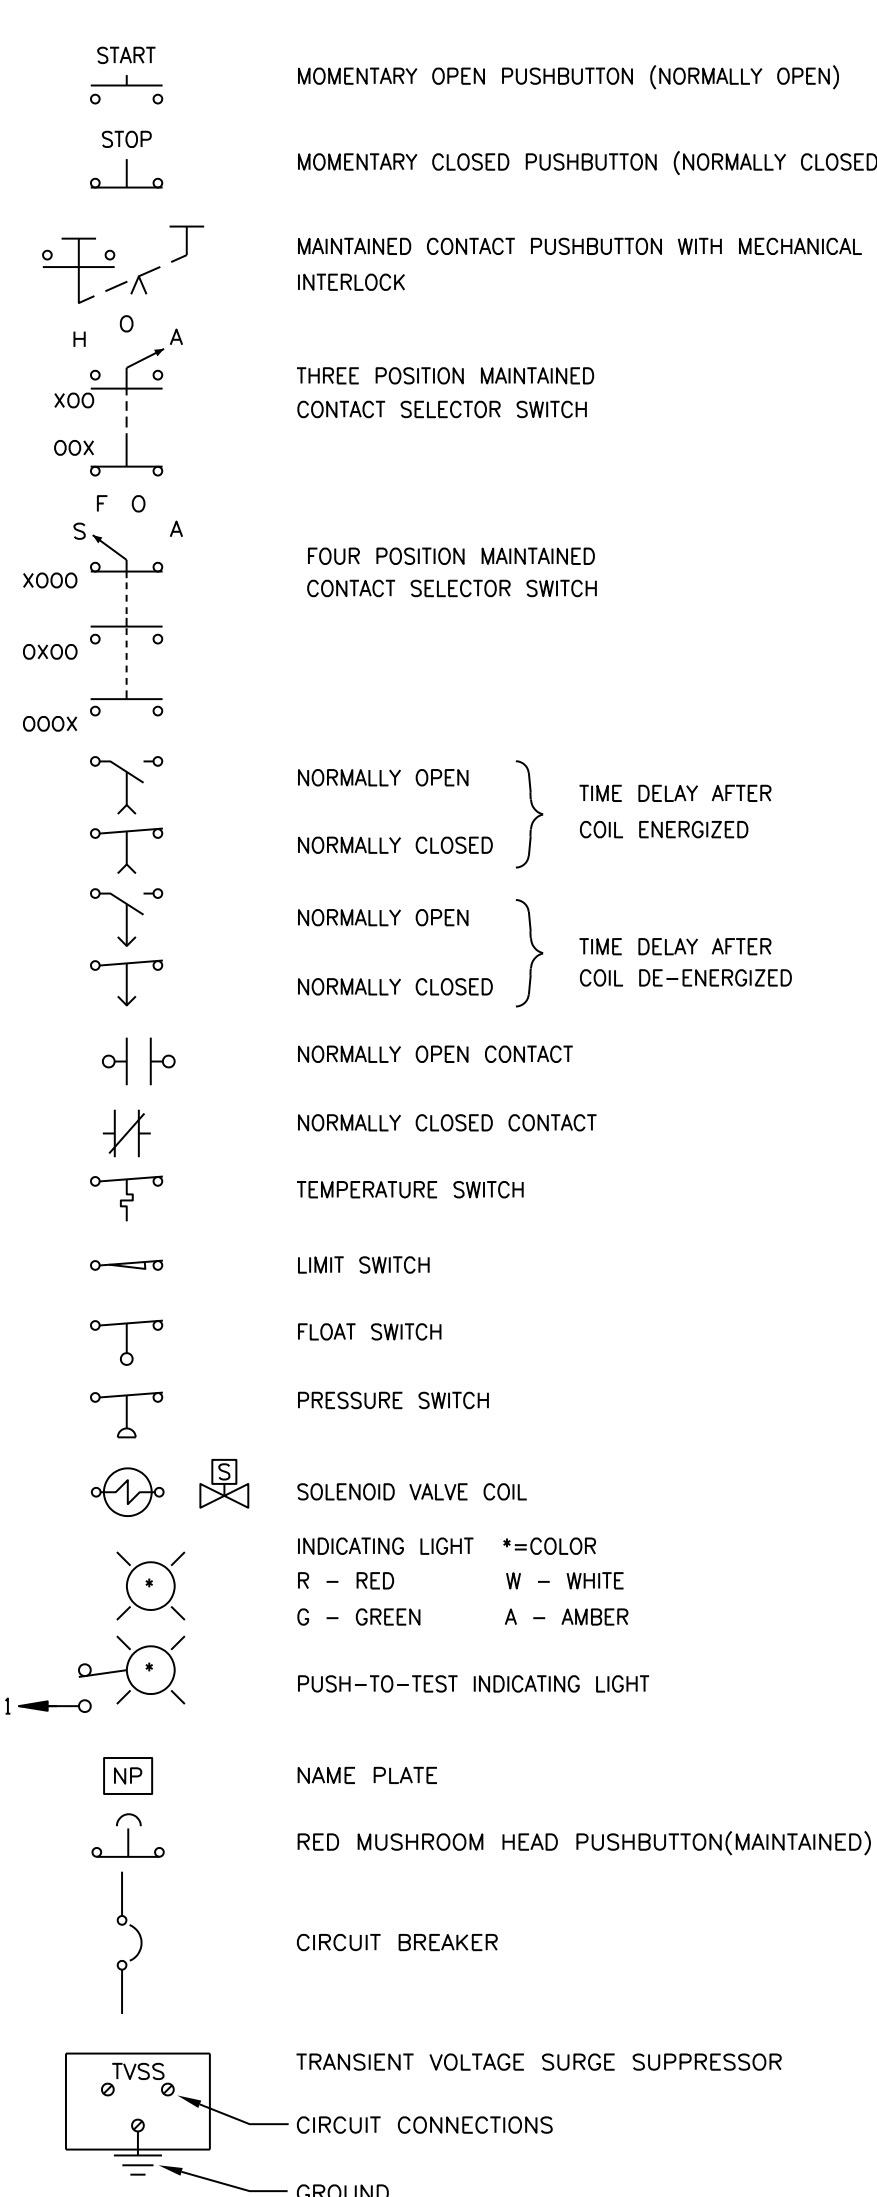 START
MOMENTARY OPEN PUSHBUTTON (NORMALLY OPEN)
STOP
MOMENTARY CLOSED PUSHBUTTON (NORMALLY CLOSED
MAINTAINED CONTACT PUSHBUTTON WITH MECHANICAL
INTERLOCK
H O A
THREE POSITION MAINTAINED
XOO
CONTACT SELECTOR SWITCH
OOX
F O
S A
FOUR POSITION MAINTAINED
XOOO
CONTACT SELECTOR SWITCH
OXOO
OOOX
NORMALLY OPEN
NORMALLY CLOSED
TIME DELAY AFTER
COIL ENERGIZED
NORMALLY OPEN
NORMALLY CLOSED
TIME DELAY AFTER
COIL DE-ENERGIZED
NORMALLY OPEN CONTACT
NORMALLY CLOSED CONTACT
TEMPERATURE SWITCH
LIMIT SWITCH
FLOAT SWITCH
PRESSURE SWITCH
S
SOLENOID VALVE COIL
INDICATING LIGHT *=COLOR
R - RED W - WHITE
G - GREEN A - AMBER
*
*
PUSH-TO-TEST INDICATING LIGHT
1
NP
NAME PLATE
RED MUSHROOM HEAD PUSHBUTTON(MAINTAINED)
CIRCUIT BREAKER
TRANSIENT VOLTAGE SURGE SUPPRESSOR
TVSS
CIRCUIT CONNECTIONS
GROUND